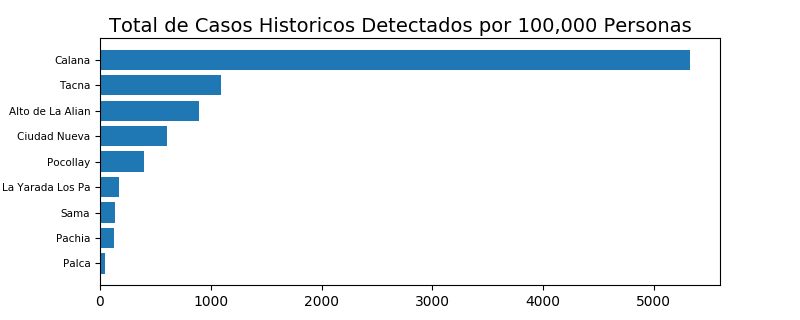 Total de Casos Historicos Detectados por 100,000 Personas
Calana
Tacna
Alto de La Alian
Ciudad Nueva
Pocollay
La Yarada Los Pa
Sama
Pachia
Palca
0 1000 2000 3000 4000 5000